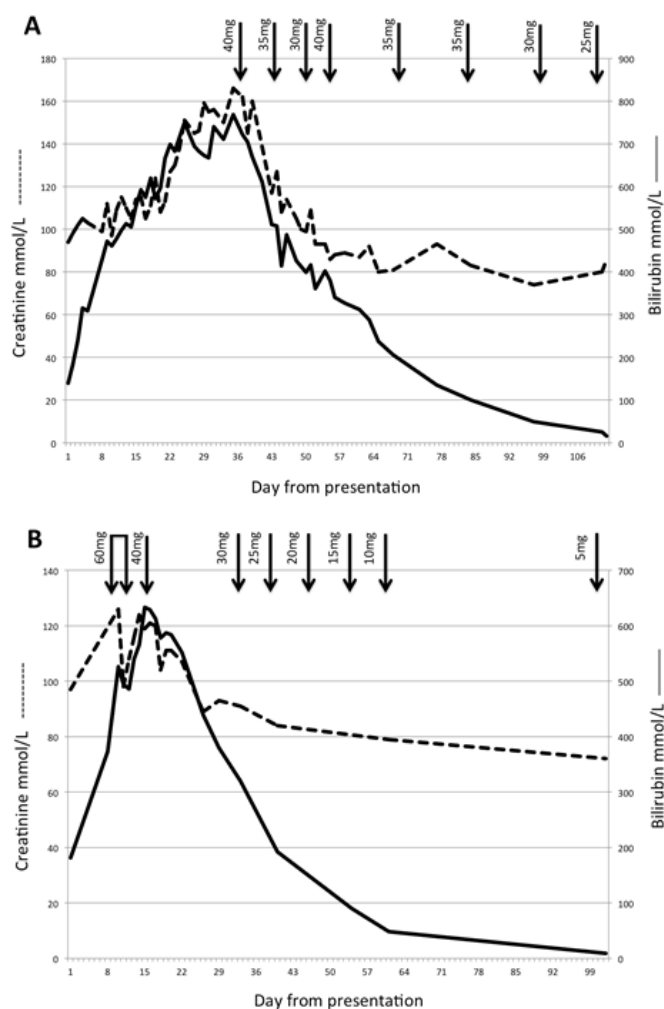 A
40mg 35mg 30mg 40mg 35mg 35mg 30mg 25mg
180 900
160 800
140 700
120 600
100 500
80 400
60 300
40 200
20 100
0 0
Creatinine mmol/L --------
Bilirubin mmol/L ——
1 8 15 22 29 36 43 50 57 64 71 78 85 92 99 106
Day from presentation
B
60mg 40mg 30mg 25mg 20mg 15mg 10mg 5mg
140 700
120 600
100 500
80 400
60 300
40 200
20 100
0 0
Creatinine mmol/L --------
Bilirubin mmol/L ——
1 8 15 22 29 36 43 50 57 64 71 78 85 92 99
Day from presentation